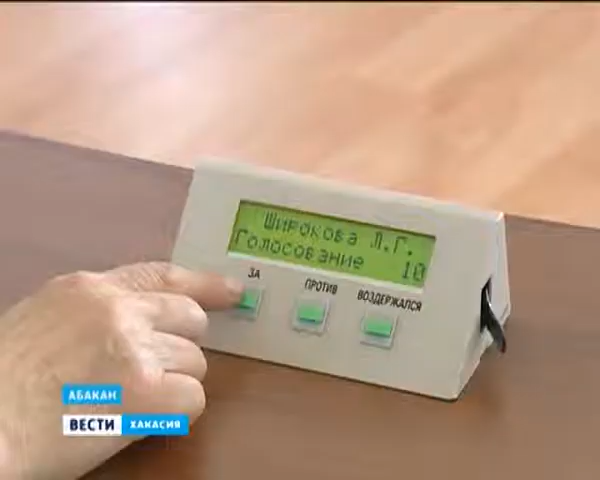 Широкова Л.Г.
Голосование 10
ЗА ПРОТИВ ВОЗДЕРЖАЛСЯ
АБАКАН
ВЕСТИ ХАКАСИЯ